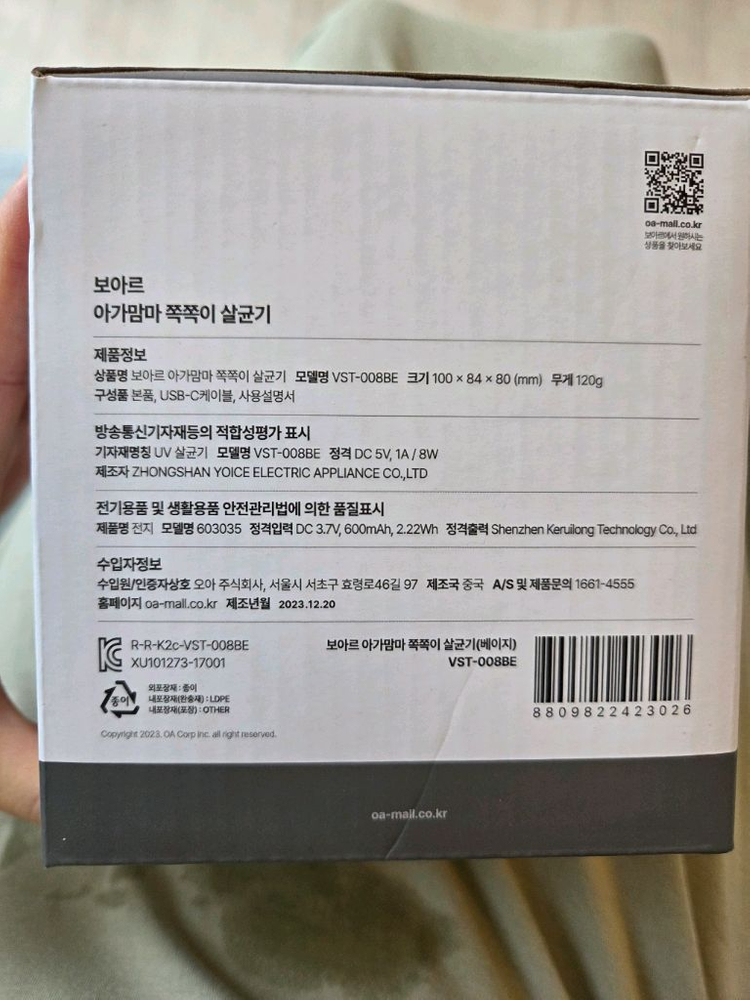 oa-mall.co.kr
보아르에서 원하시는
상품을 찾아보세요
보아르
아가맘마 쪽쪽이 살균기
제품정보
상품명 보아르 아가맘마 쪽쪽이 살균기 모델명 VST-008BE 크기 100 × 84 × 80 (mm) 무게 120g
구성품 본품, USB-C케이블, 사용설명서
방송통신기자재등의 적합성평가 표시
기자재명칭 UV 살균기 모델명 VST-008BE 정격 DC 5V, 1A / 8W
제조자 ZHONGSHAN YOICE ELECTRIC APPLIANCE CO.,LTD
전기용품 및 생활용품 안전관리법에 의한 품질표시
제품명 전지 모델명 603035 정격입력 DC 3.7V, 600mAh, 2.22Wh 정격출력 Shenzhen Keruilong Technology Co., Ltd
수입자정보
수입원/인증자상호 오아 주식회사, 서울시 서초구 효령로46길 97 제조국 중국 A/S 및 제품문의 1661-4555
홈페이지 oa-mall.co.kr 제조년월 2023.12.20
R-R-K2c-VST-008BE
XU101273-17001
보아르 아가맘마 쪽쪽이 살균기(베이지)
VST-008BE
8809822423026
종이
외포장재 : 종이
내포장재(완충재) : LDPE
내포장재(포장) : OTHER
Copyright 2023. OA Corp inc. all right reserved.
oa-mall.co.kr